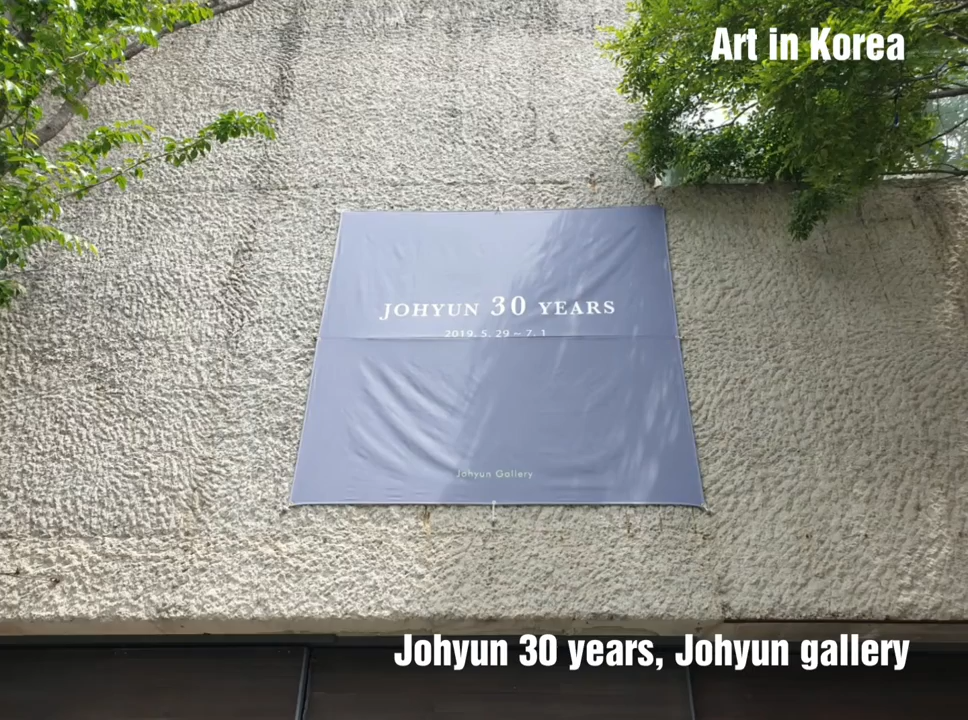 Art in Korea
JOHYUN 30 YEARS
2019. 5. 29 – 7. 1
Johyun Gallery
Johyun 30 years, Johyun gallery